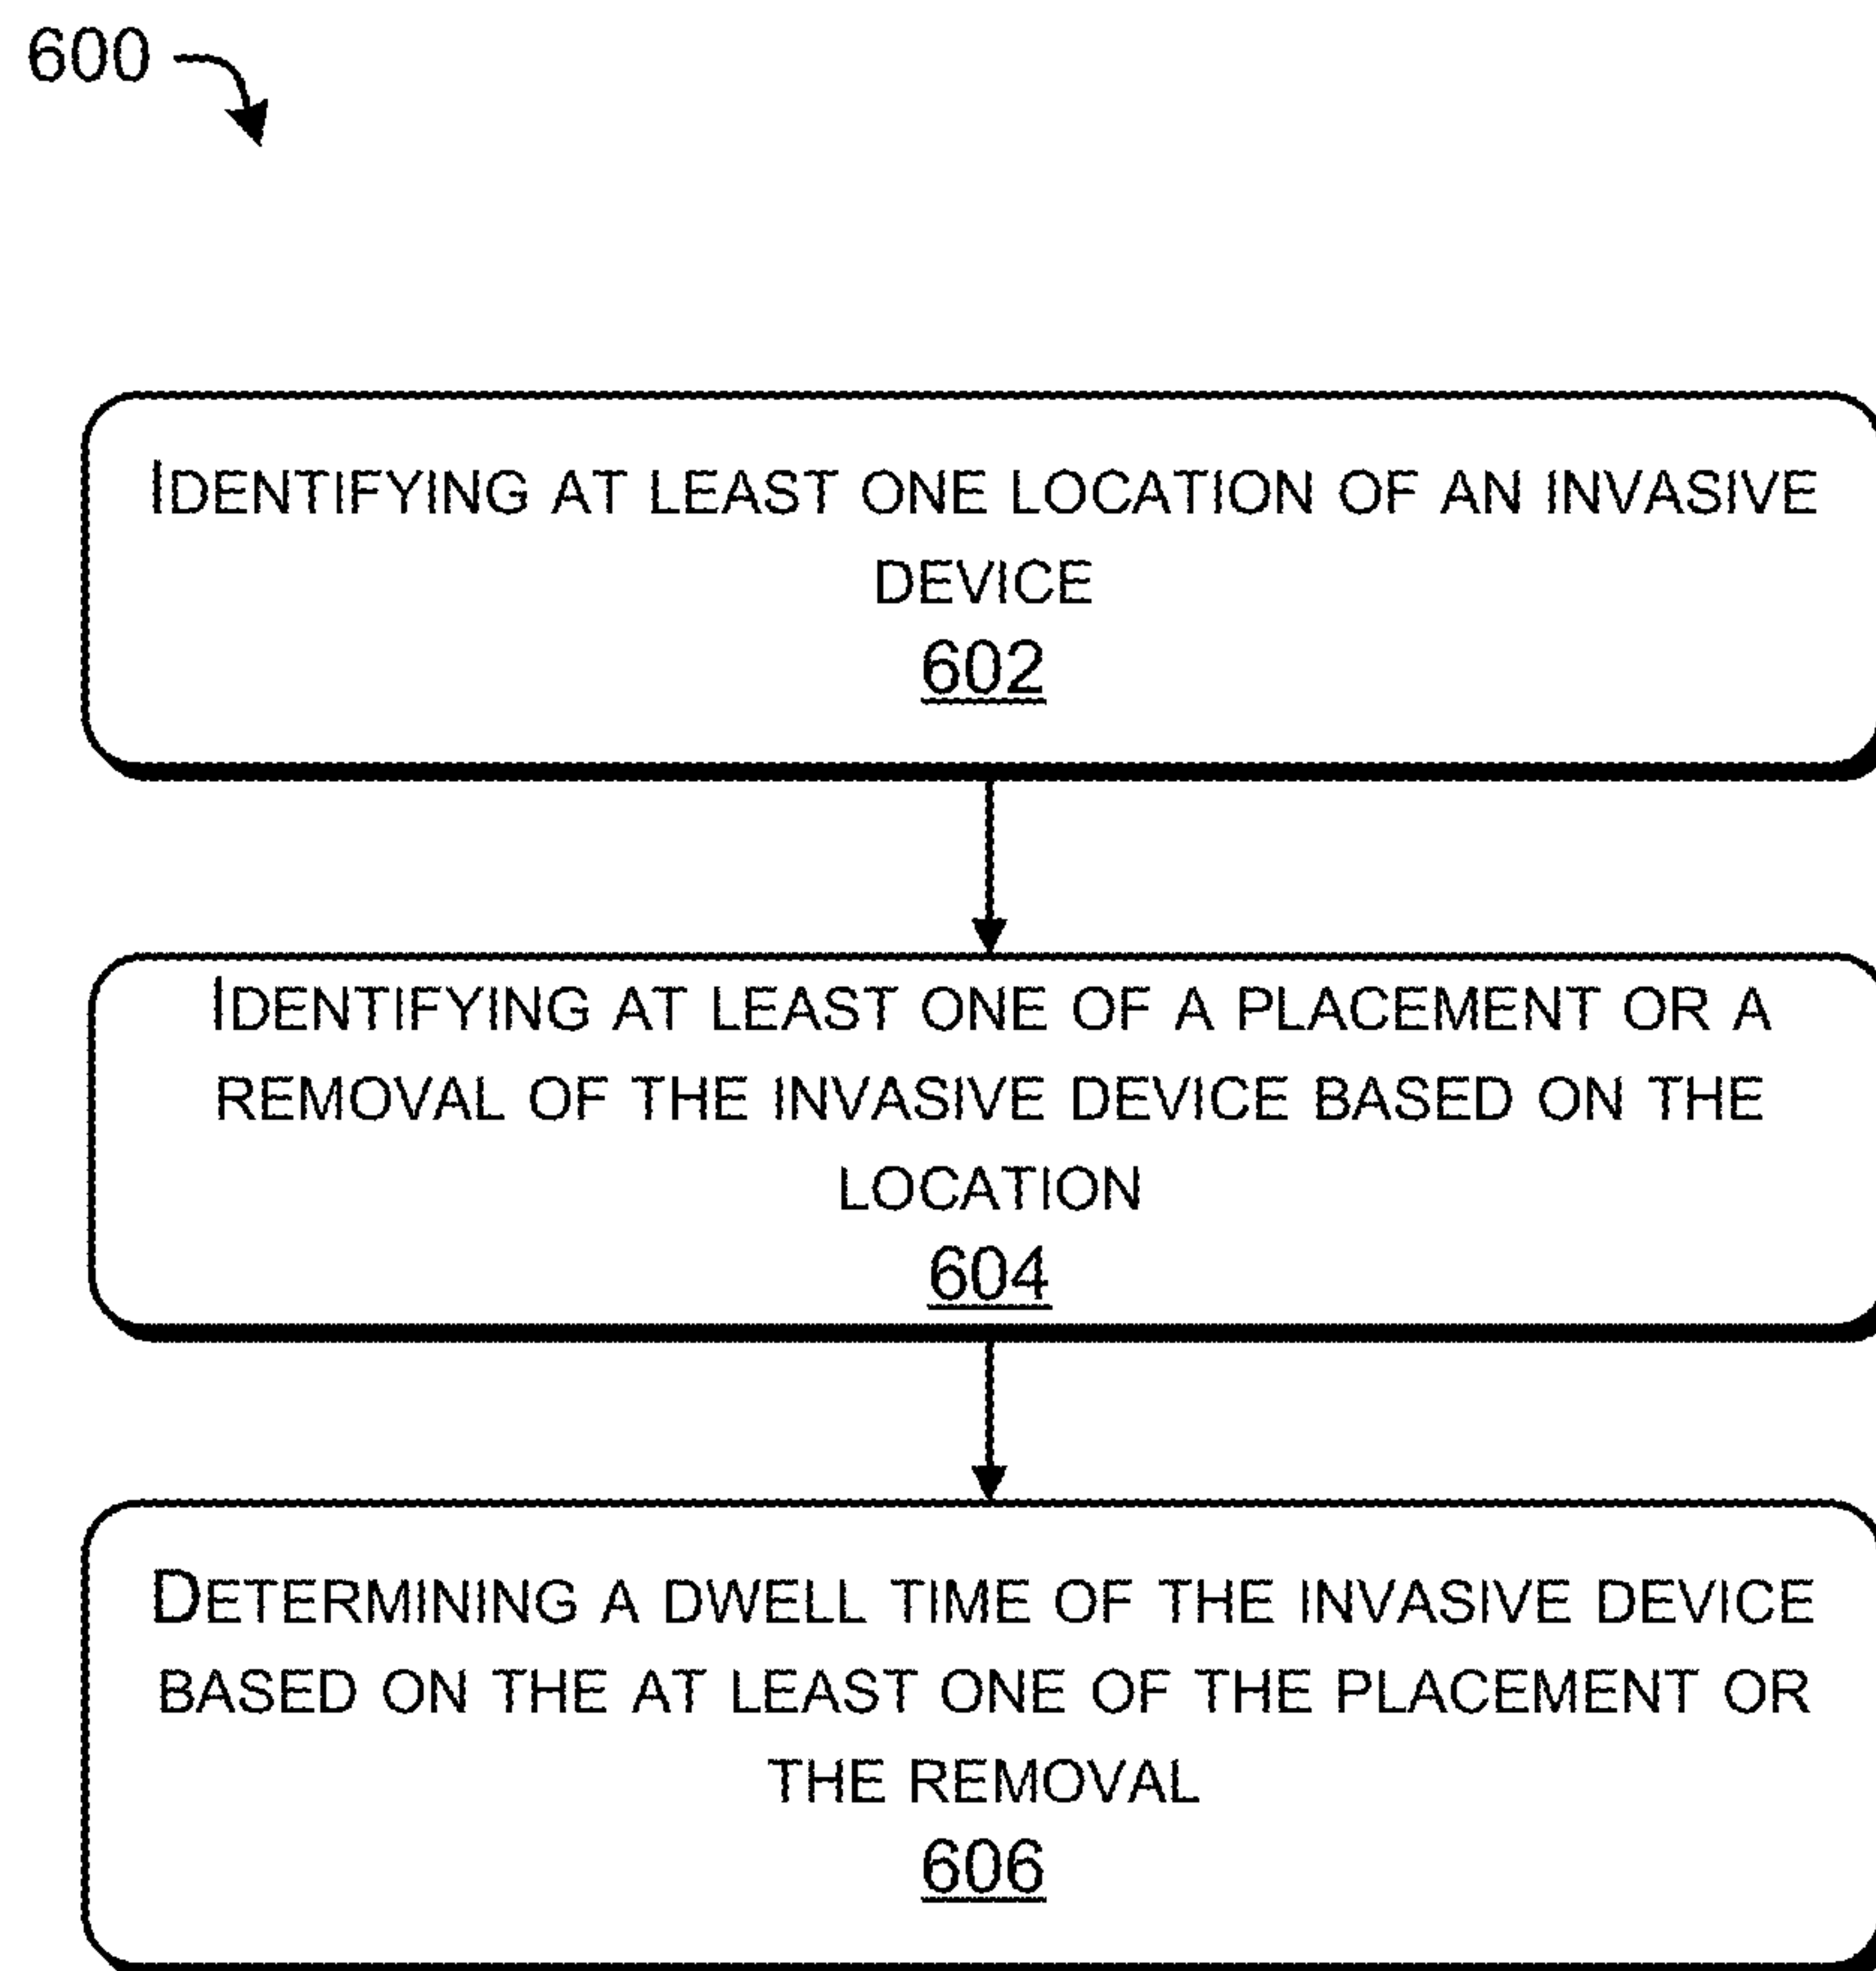 600
IDENTIFYING AT LEAST ONE LOCATION OF AN INVASIVE
DEVICE
602
IDENTIFYING AT LEAST ONE OF A PLACEMENT OR A
REMOVAL OF THE INVASIVE DEVICE BASED ON THE
LOCATION
604
DETERMINING A DWELL TIME OF THE INVASIVE DEVICE
BASED ON THE AT LEAST ONE OF THE PLACEMENT OR
THE REMOVAL
606